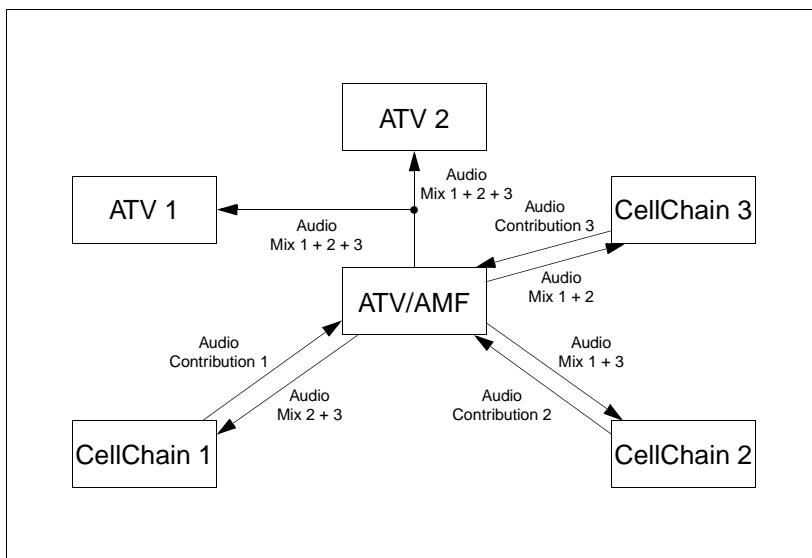 ATV 2
Audio
Mix 1 + 2 + 3
ATV 1
Audio
Mix 1 + 2 + 3
CellChain 3
Audio
Contribution 3
ATV/AMF
Audio
Mix 1 + 2
Audio
Contribution 1
Audio
Mix 1 + 3
Audio
Mix 2 + 3
Audio
Contribution 2
CellChain 1
CellChain 2